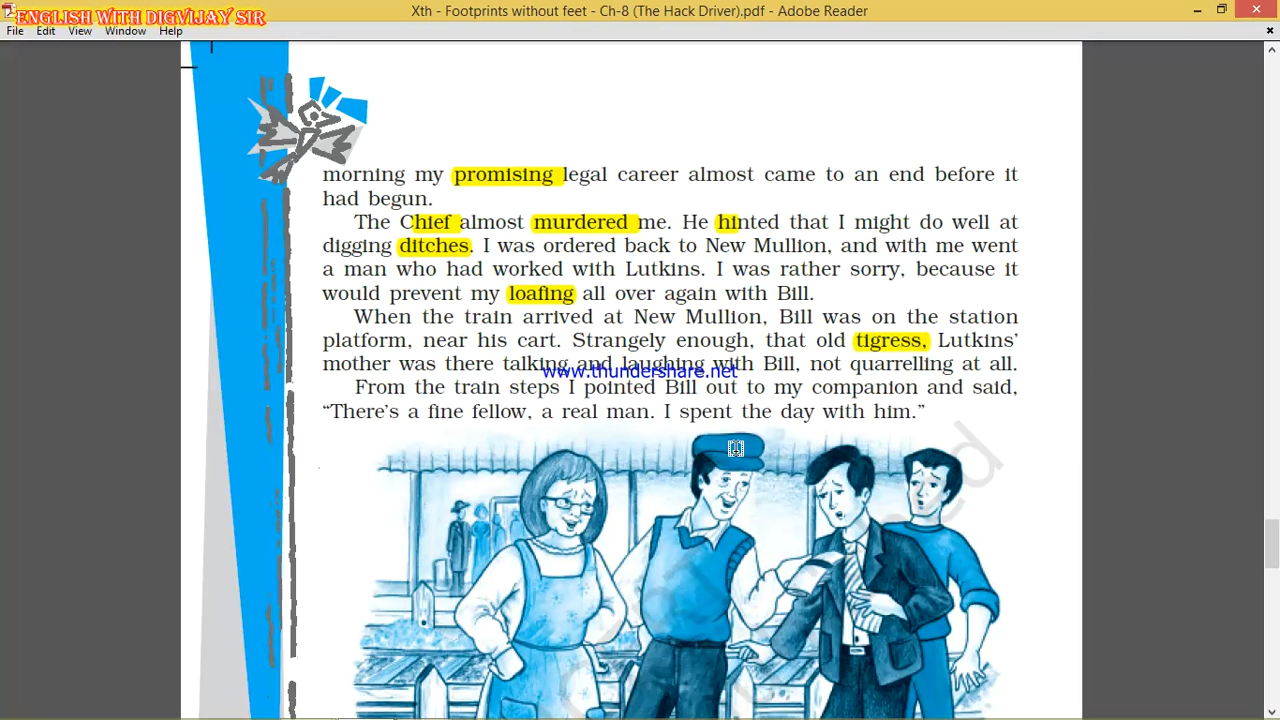 ENGLISH WITH DIGVIJAY SIR
Xth - Footprints without feet - Ch-8 (The Hack Driver).pdf - Adobe Reader
File Edit View Window Help
morning my promising legal career almost came to an end before it
had begun.
The Chief almost murdered me. He hinted that I might do well at
digging ditches. I was ordered back to New Mullion, and with me went
a man who had worked with Lutkins. I was rather sorry, because it
would prevent my loafing all over again with Bill.
When the train arrived at New Mullion, Bill was on the station
platform, near his cart. Strangely enough, that old tigress, Lutkins’
mother was there talking and laughing with Bill, not quarrelling at all.
www.thundershare.net
From the train steps I pointed Bill out to my companion and said,
“There’s a fine fellow, a real man. I spent the day with him.”